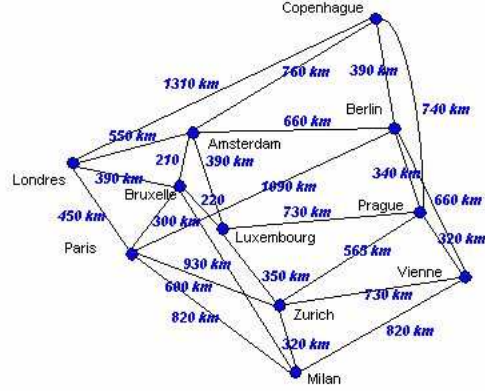 Copenhague
1310 km
760 km
390 km
740 km
Berlin
550 km
660 km
Amsterdam
210
390 km
Londres
390 km
Bruxelle
220
1090 km
340 km
660 km
Prague
450 km
300 km
730 km
320 km
Luxembourg
Paris
930 km
350 km
565 km
Vienne
600 km
730 km
Zurich
820 km
820 km
320 km
Milan